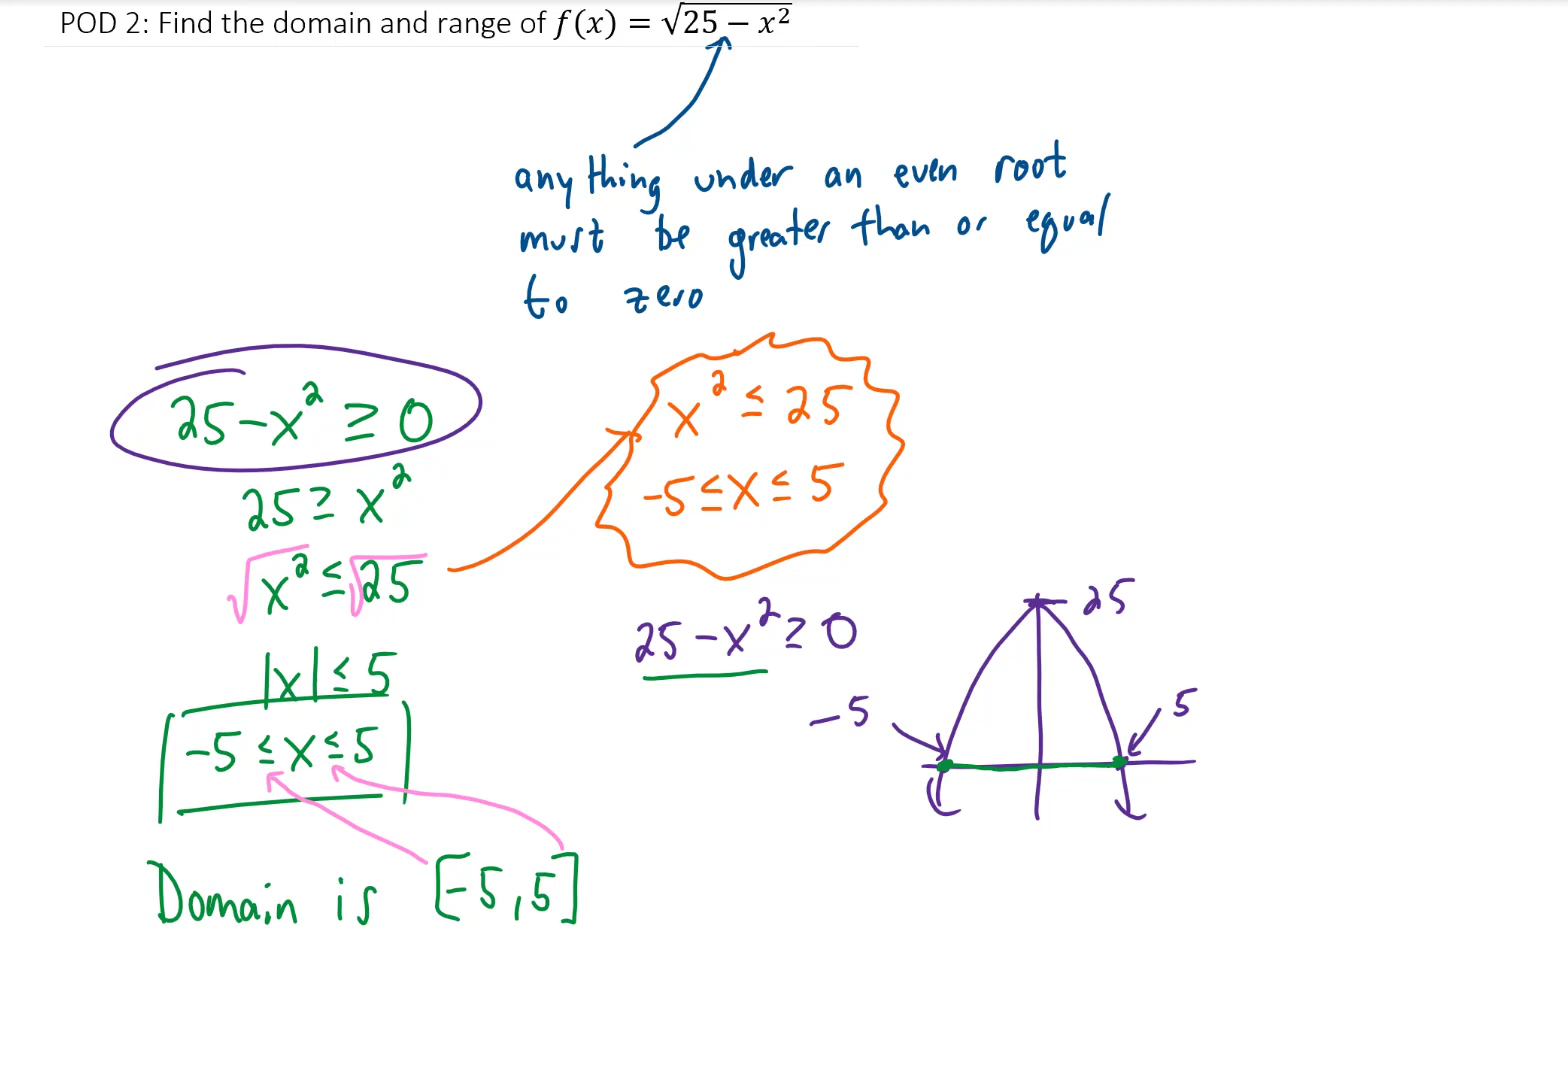 POD 2: Find the domain and range of f(x) = √25 − x²
any thing under an even root
must be greater than or equal
to zero
25 − x² ≥ 0
25 ≥ x²
√x² ≤ √25
|x| ≤ 5
-5 ≤ x ≤ 5
Domain is [-5,5]
x² ≤ 25
-5 ≤ x ≤ 5
25 − x² ≥ 0
25
-5
5